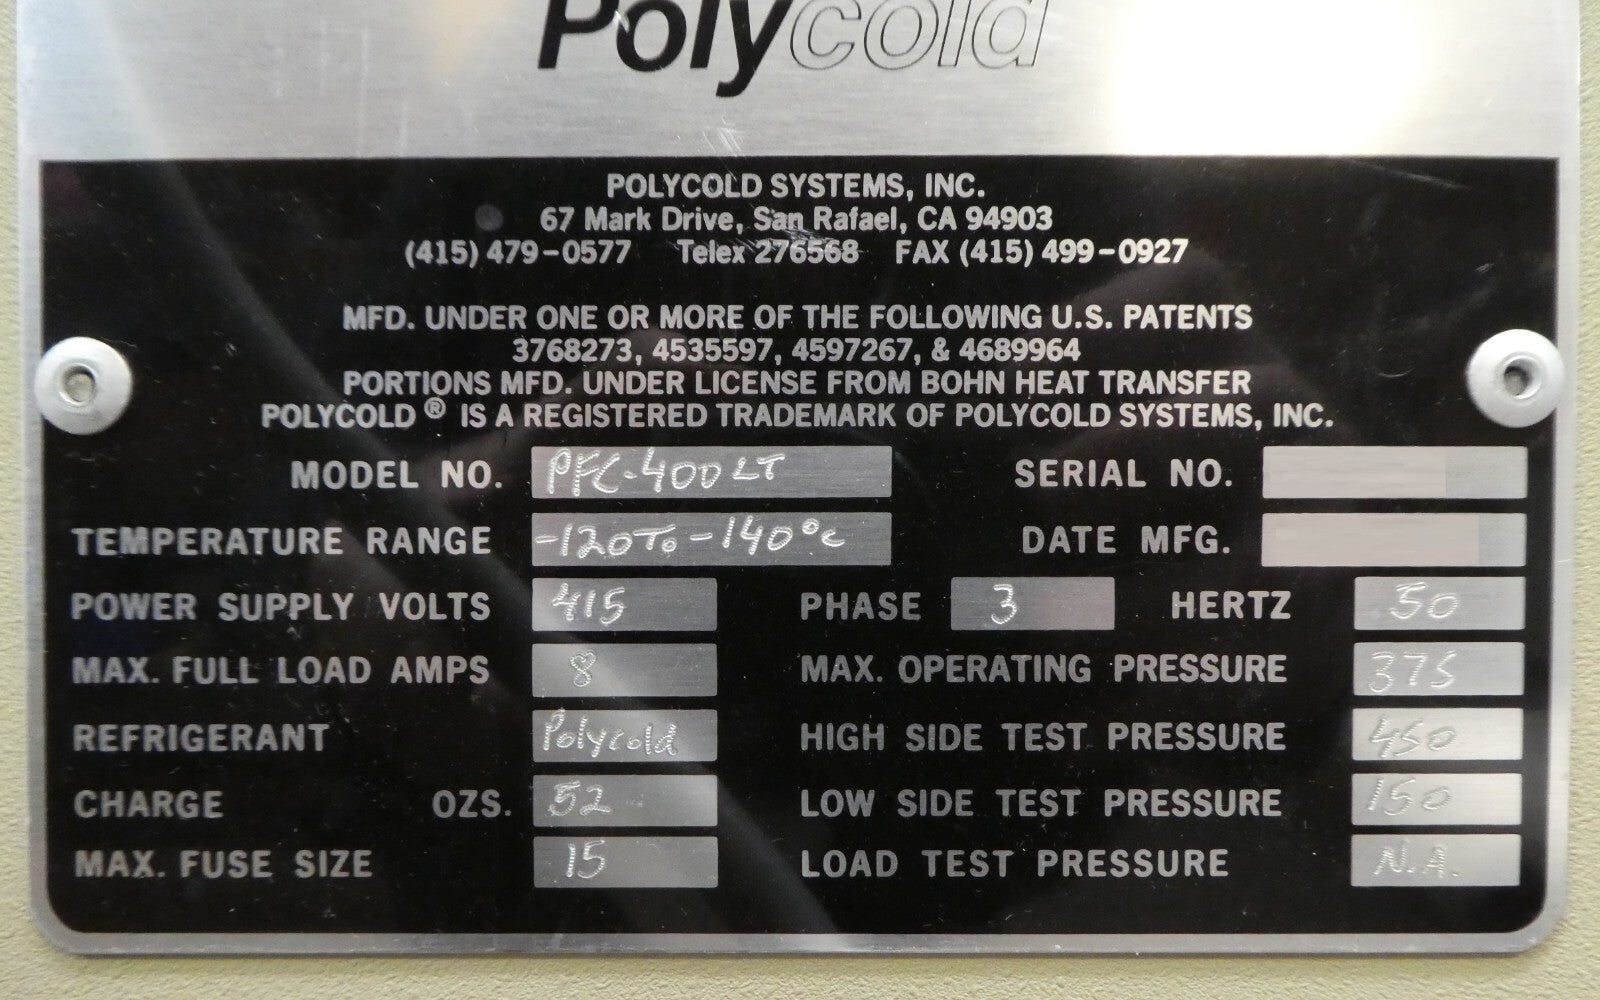 Polycold
POLYCOLD SYSTEMS, INC.
67 Mark Drive, San Rafael, CA 94903
(415) 479-0577 Telex 276568 FAX (415) 499-0927
MFD. UNDER ONE OR MORE OF THE FOLLOWING U.S. PATENTS
3768273, 4535597, 4597267, & 4689964
PORTIONS MFD. UNDER LICENSE FROM BOHN HEAT TRANSFER
POLYCOLD ® IS A REGISTERED TRADEMARK OF POLYCOLD SYSTEMS, INC.
MODEL NO. PFC-400LT SERIAL NO.
TEMPERATURE RANGE -120To-140°c DATE MFG.
POWER SUPPLY VOLTS 415 PHASE 3 HERTZ 50
MAX. FULL LOAD AMPS 8 MAX. OPERATING PRESSURE 375
REFRIGERANT Polycold HIGH SIDE TEST PRESSURE 450
CHARGE OZS. 52 LOW SIDE TEST PRESSURE 150
MAX. FUSE SIZE 15 LOAD TEST PRESSURE N.A.